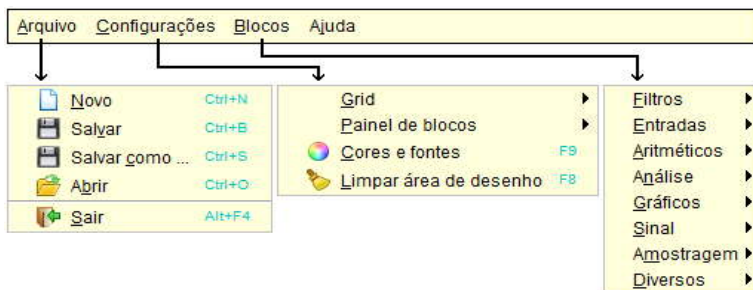 Arquivo Configurações Blocos Ajuda
Novo Ctrl+N
Salvar Ctrl+B
Salvar como ... Ctrl+S
Abrir Ctrl+O
Sair Alt+F4
Grid
Painel de blocos
Cores e fontes F9
Limpar área de desenho F8
Filtros
Entradas
Aritméticos
Análise
Gráficos
Sinal
Amostragem
Diversos